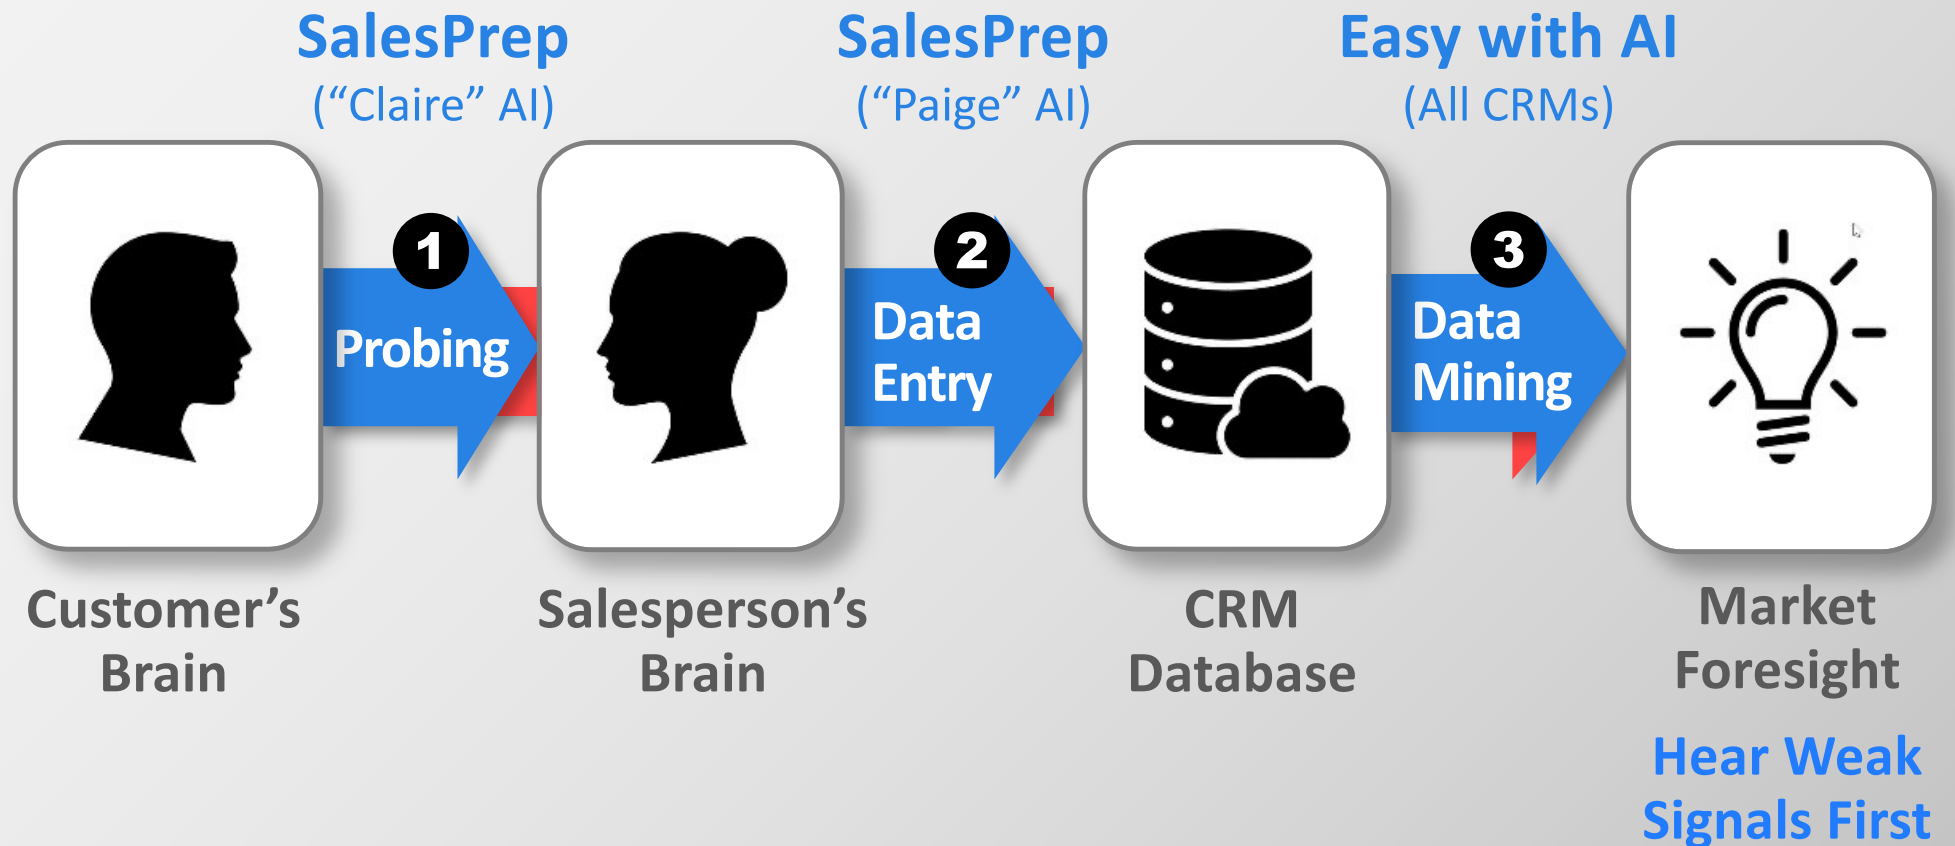 SalesPrep
(“Claire” AI)
SalesPrep
(“Paige” AI)
Easy with AI
(All CRMs)
1
Probing
2
Data
Entry
3
Data
Mining
Customer’s
Brain
Salesperson’s
Brain
CRM
Database
Market
Foresight
Hear Weak
Signals First